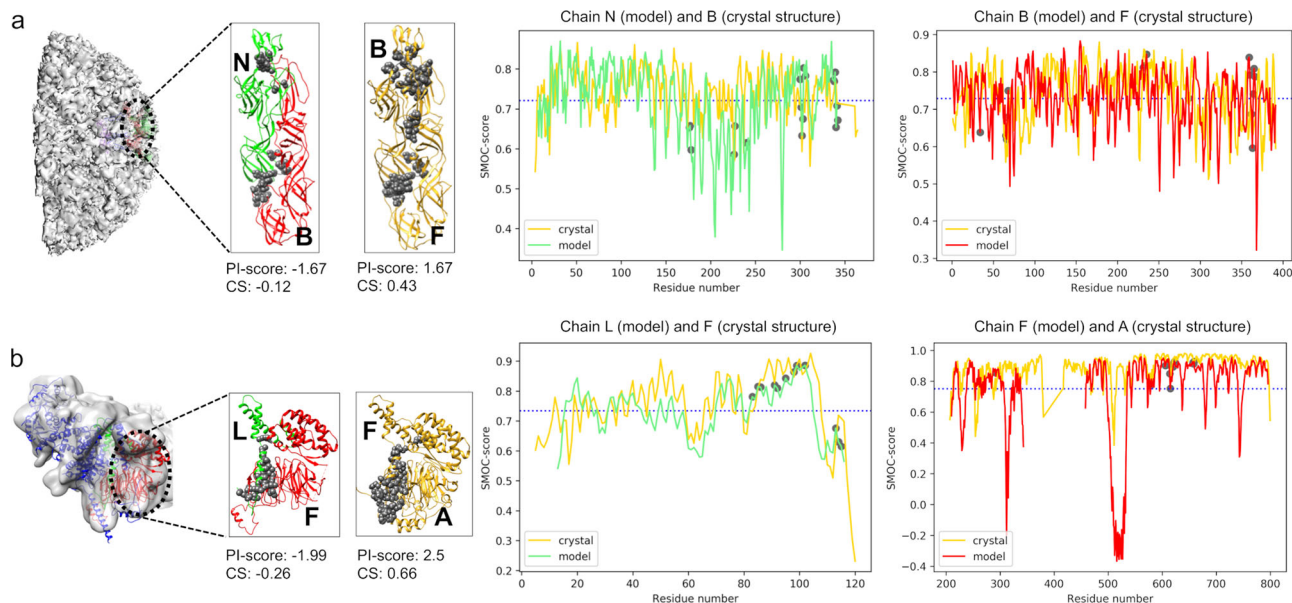 a
N
B
B
F
PI-score: -1.67
CS: -0.12
PI-score: 1.67
CS: 0.43
Chain N (model) and B (crystal structure)
SMOC-score
0.8
0.7
0.6
0.5
0.4
crystal
model
0 50 100 150 200 250 300 350
Residue number
Chain B (model) and F (crystal structure)
SMOC-score
0.9
0.8
0.7
0.6
0.5
0.4
0.3
crystal
model
0 50 100 150 200 250 300 350 400
Residue number
b
L
F
F
A
PI-score: -1.99
CS: -0.26
PI-score: 2.5
CS: 0.66
Chain L (model) and F (crystal structure)
SMOC-score
0.9
0.8
0.7
0.6
0.5
0.4
0.3
0.2
crystal
model
0 20 40 60 80 100 120
Residue number
Chain F (model) and A (crystal structure)
SMOC-score
1.0
0.8
0.6
0.4
0.2
0.0
-0.2
-0.4
crystal
model
200 300 400 500 600 700 800
Residue number